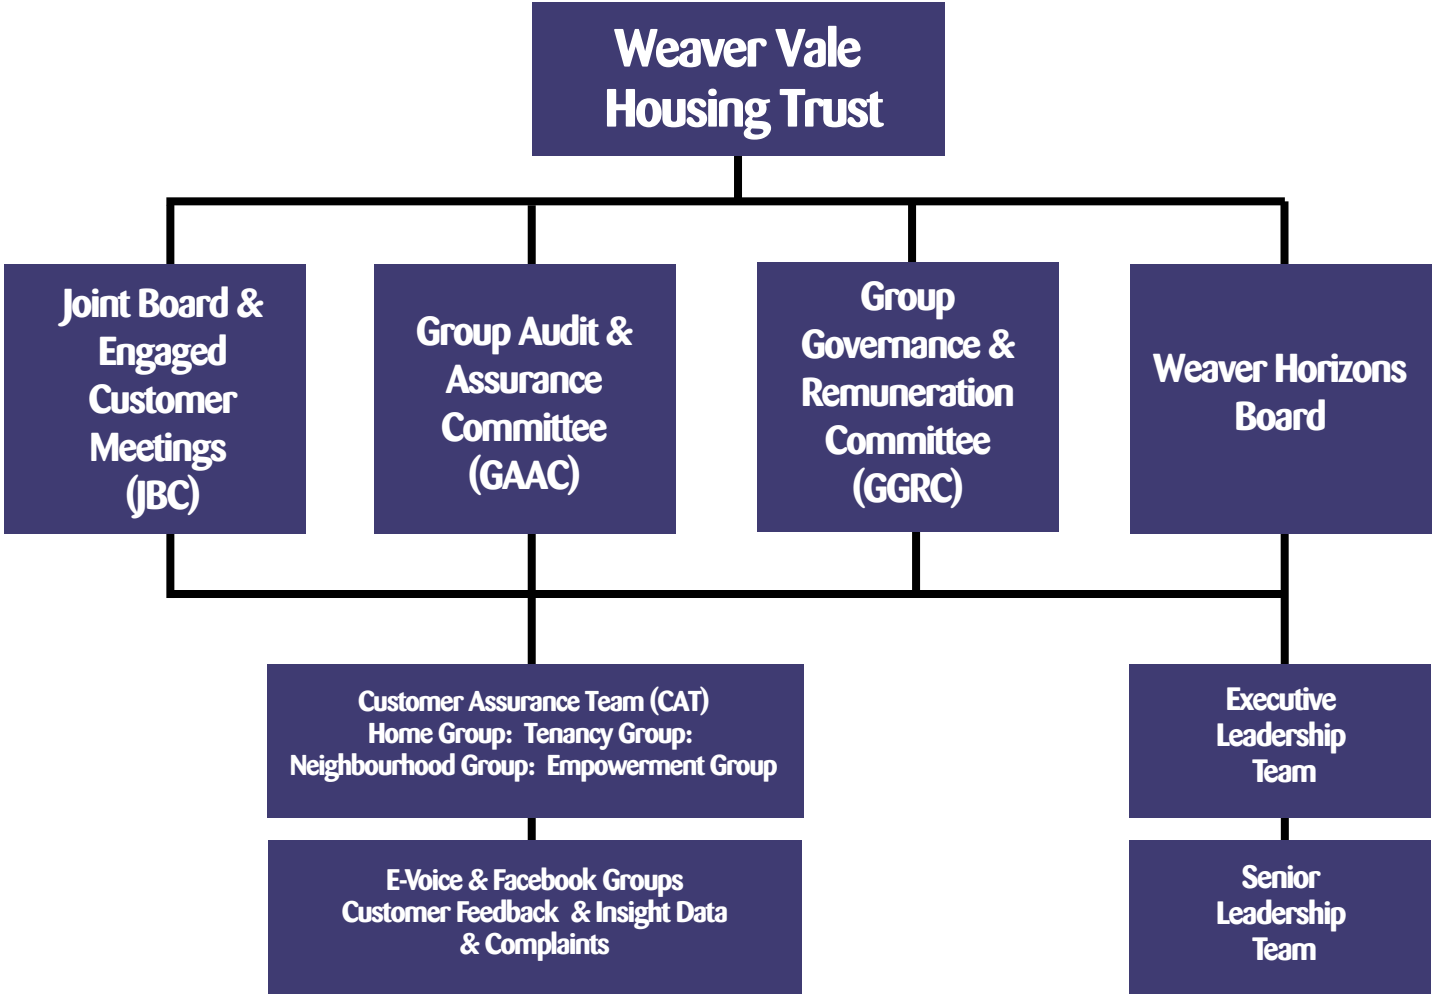 Weaver Vale
Housing Trust
Joint Board &
Engaged
Customer
Meetings
(JBC)
Group Audit &
Assurance
Committee
(GAAC)
Group
Governance &
Remuneration
Committee
(GGRC)
Weaver Horizons
Board
Customer Assurance Team (CAT)
Home Group: Tenancy Group:
Neighbourhood Group: Empowerment Group
Executive
Leadership
Team
E-Voice & Facebook Groups
Customer Feedback & Insight Data
& Complaints
Senior
Leadership
Team